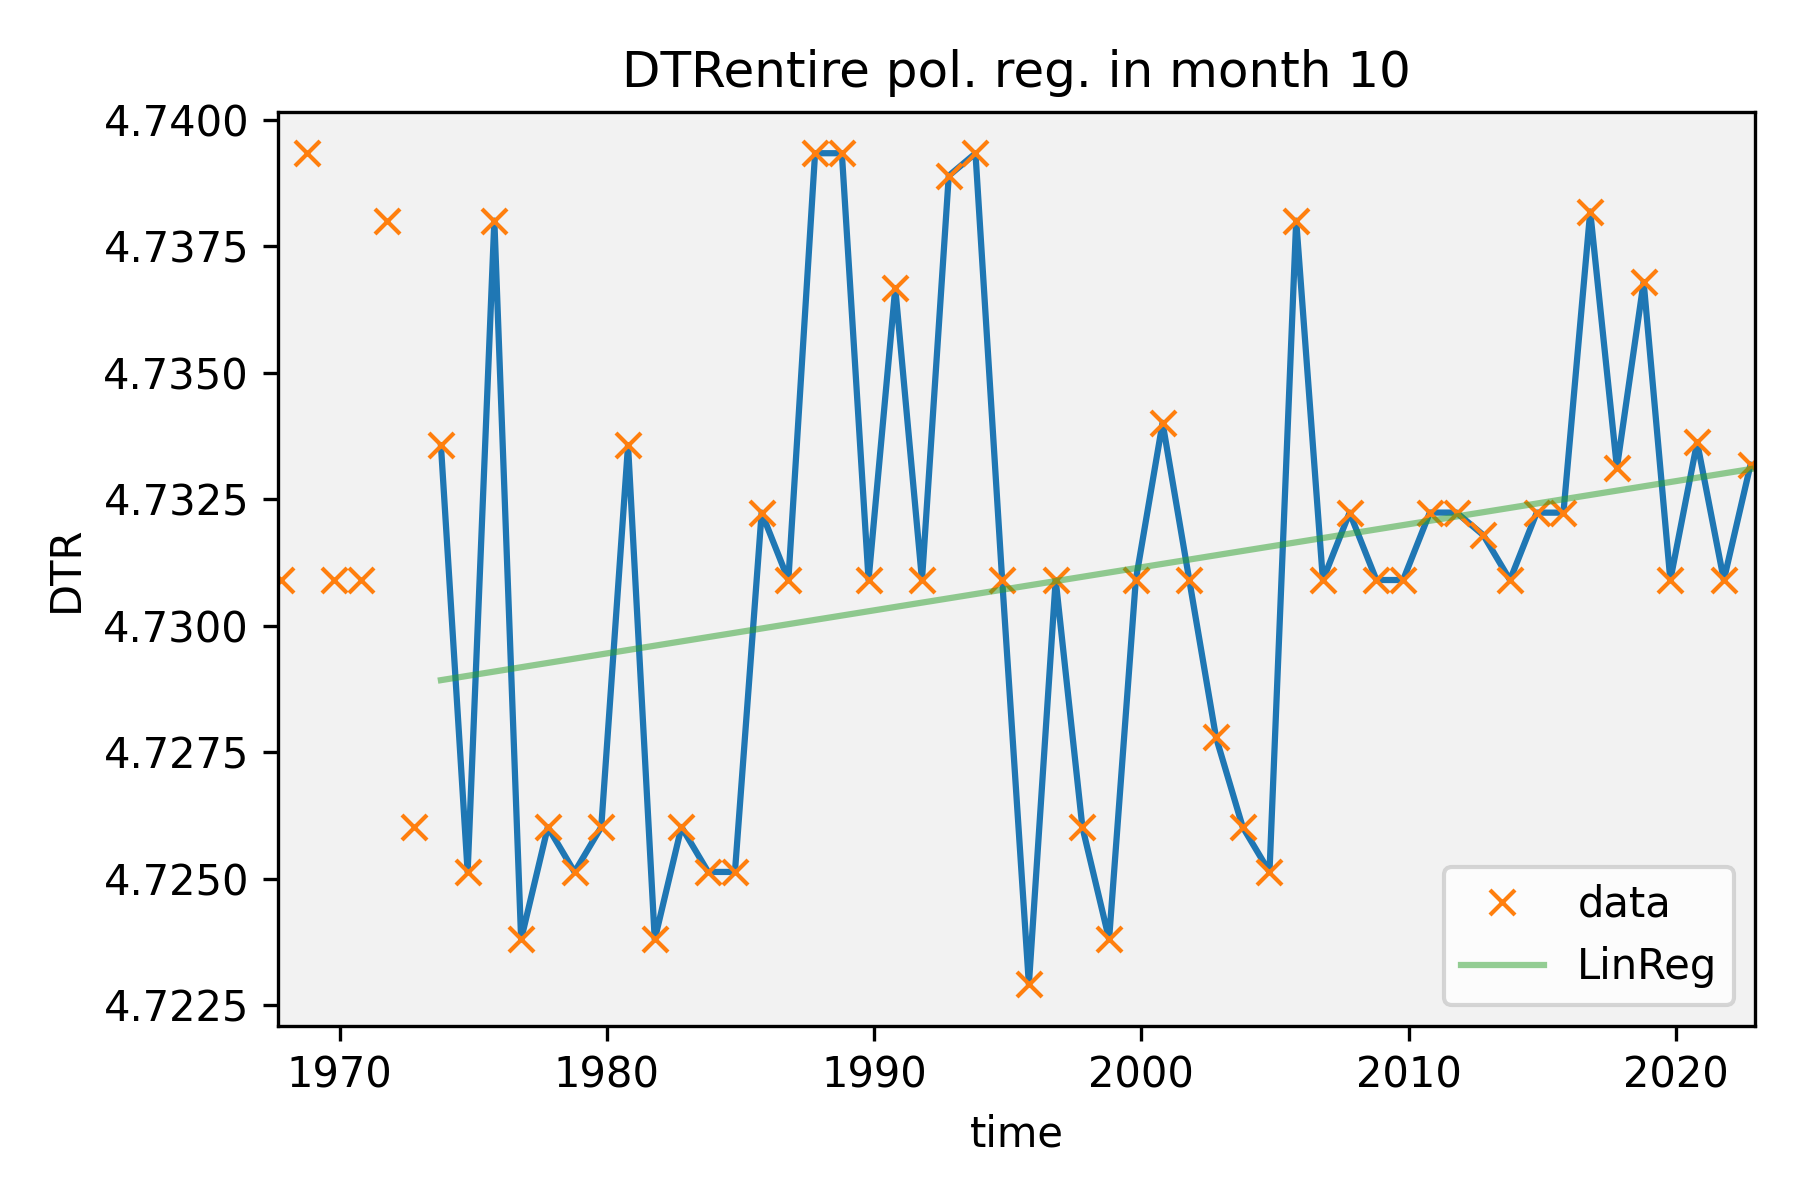 DTRentire pol. reg. in month 10
4.7400
4.7375
4.7350
4.7325
4.7300
4.7275
4.7250
4.7225
DTR
data
LinReg
1970 1980 1990 2000 2010 2020
time